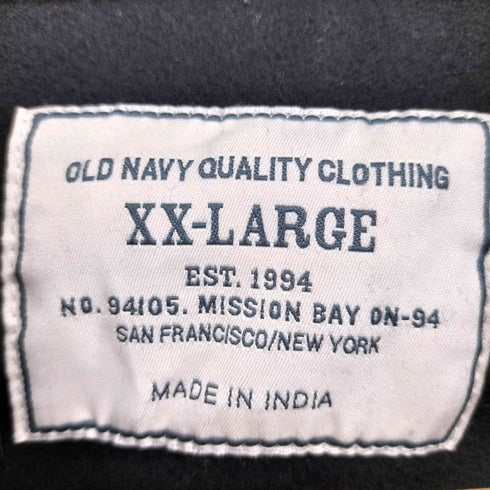 OLD NAVY QUALITY CLOTHING
XX-LARGE
EST. 1994
NO. 94105. MISSION BAY ON-94
SAN FRANCISCO/NEW YORK
MADE IN INDIA